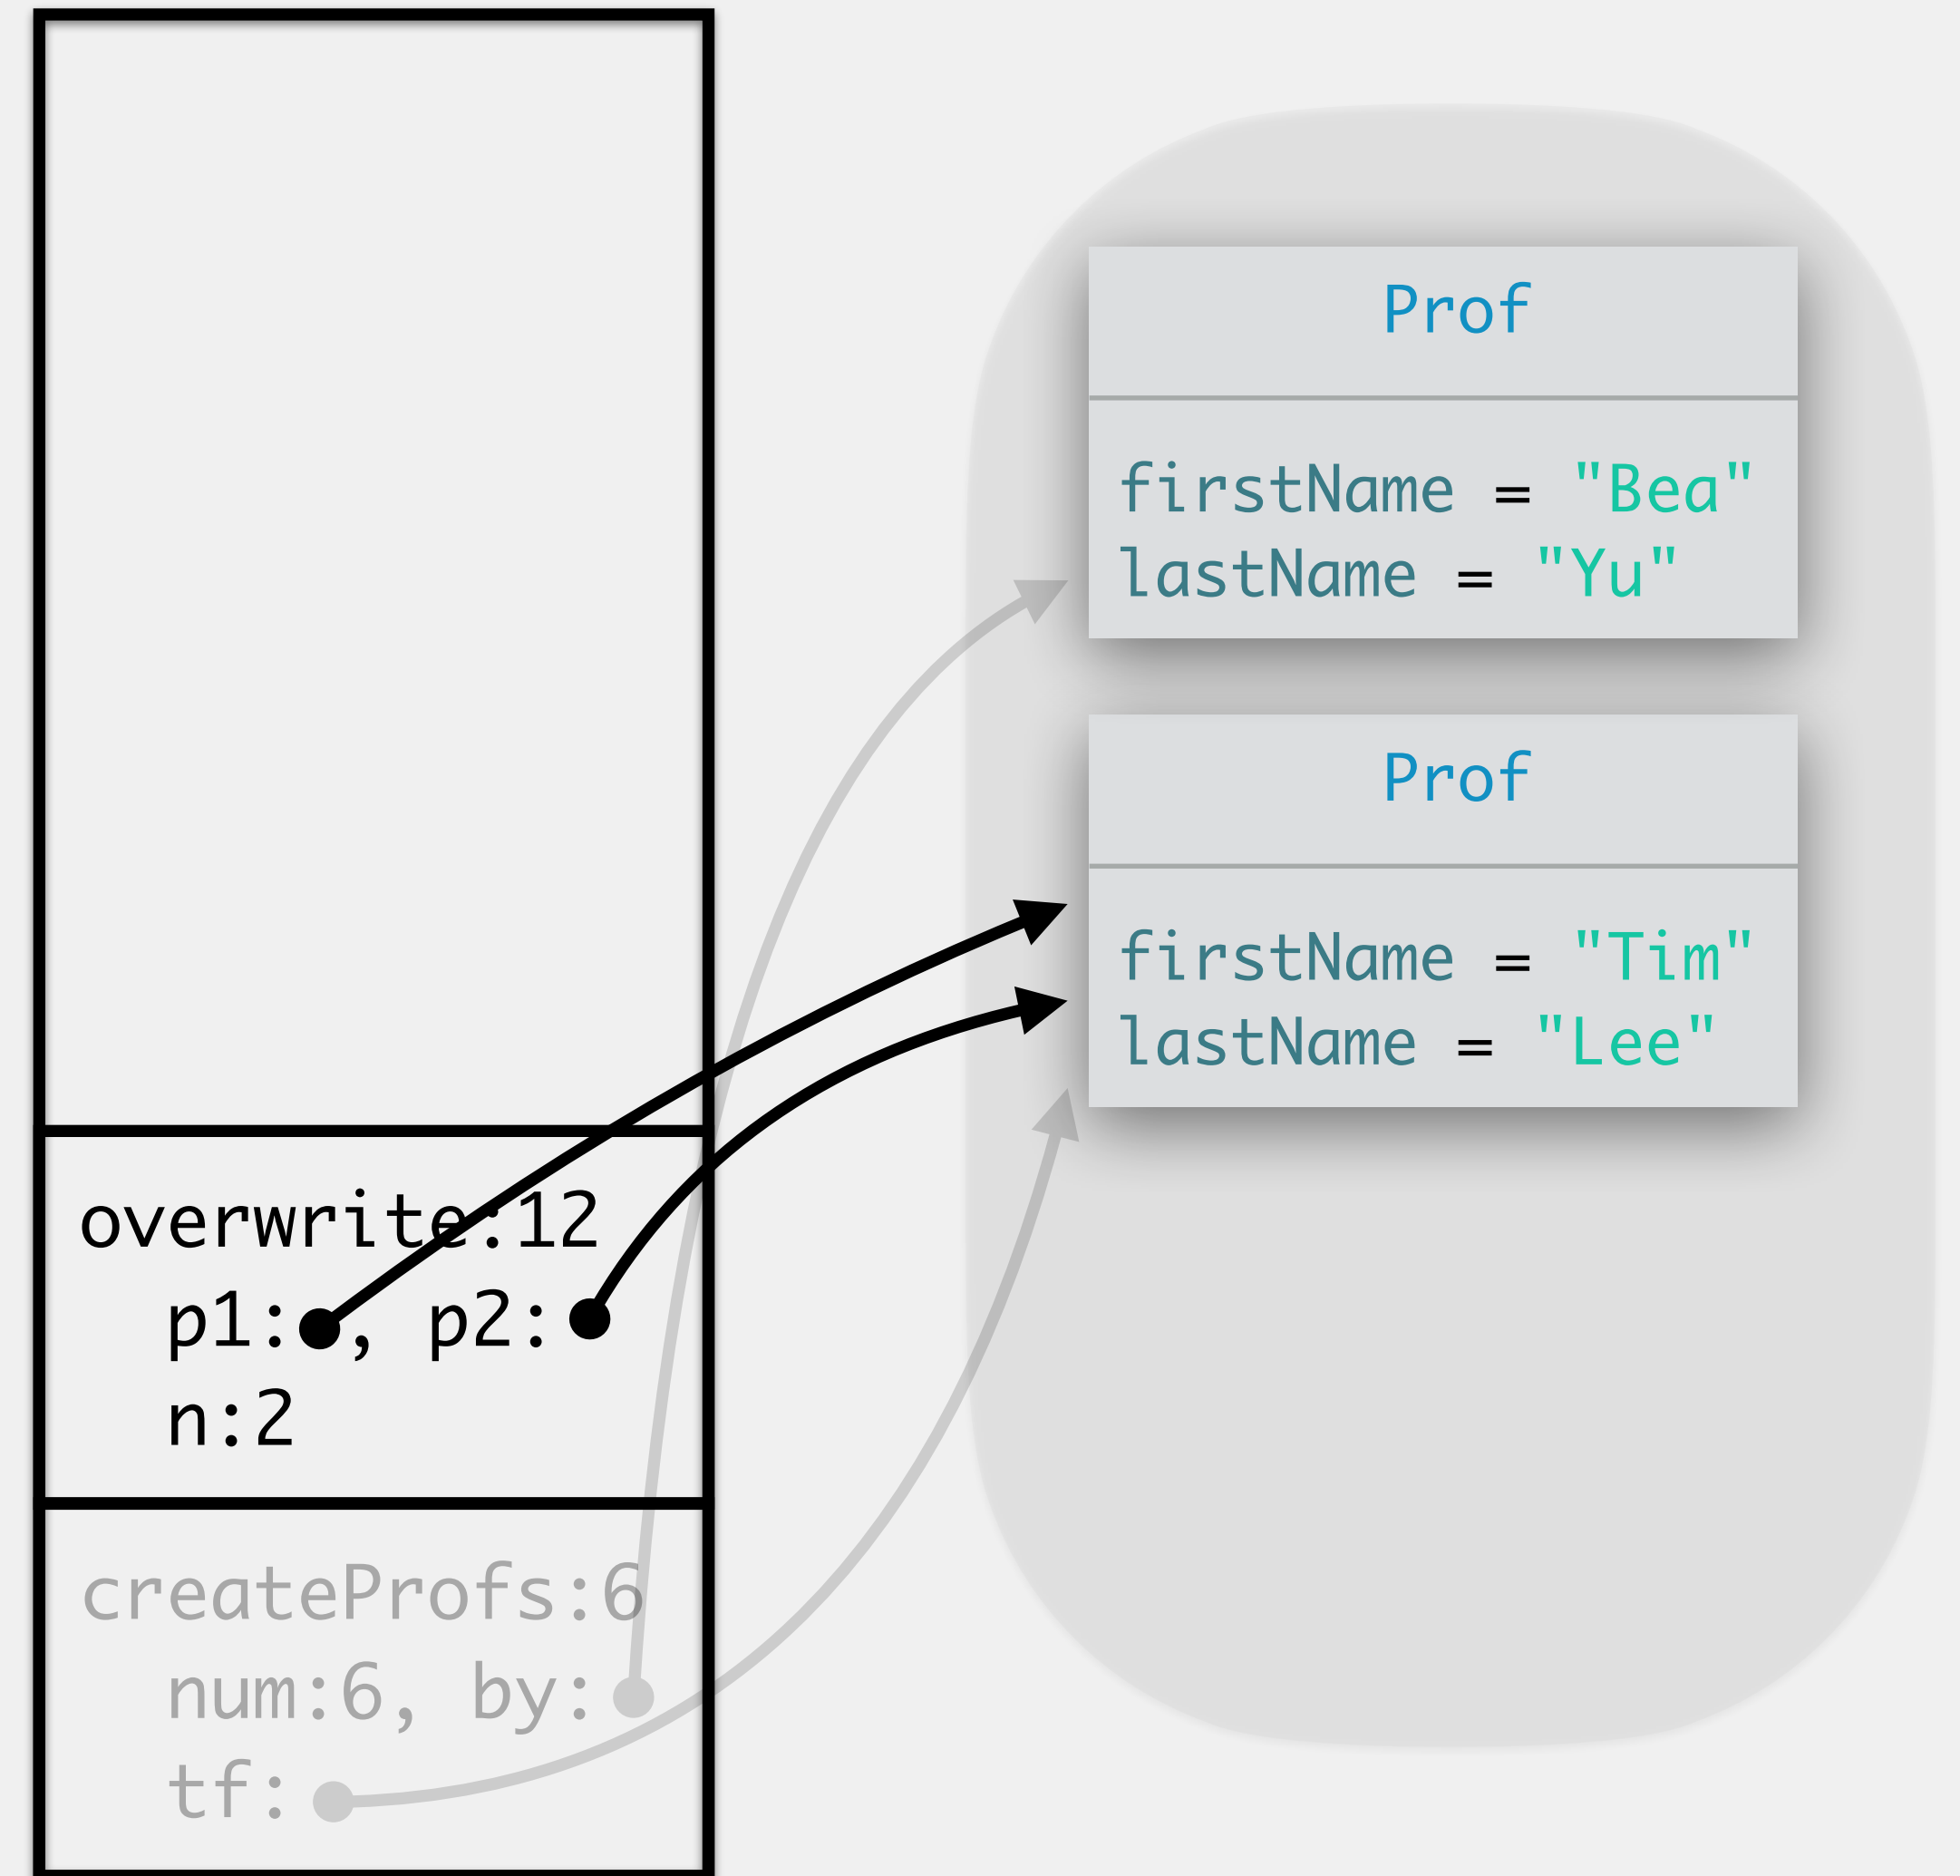 Prof
firstName = "Bea"
lastName = "Yu"
Prof
firstName = "Tim"
lastName = "Lee"
overwrite:12
p1: , p2:
n:2
createProfs:6
num:6, by:
tf: